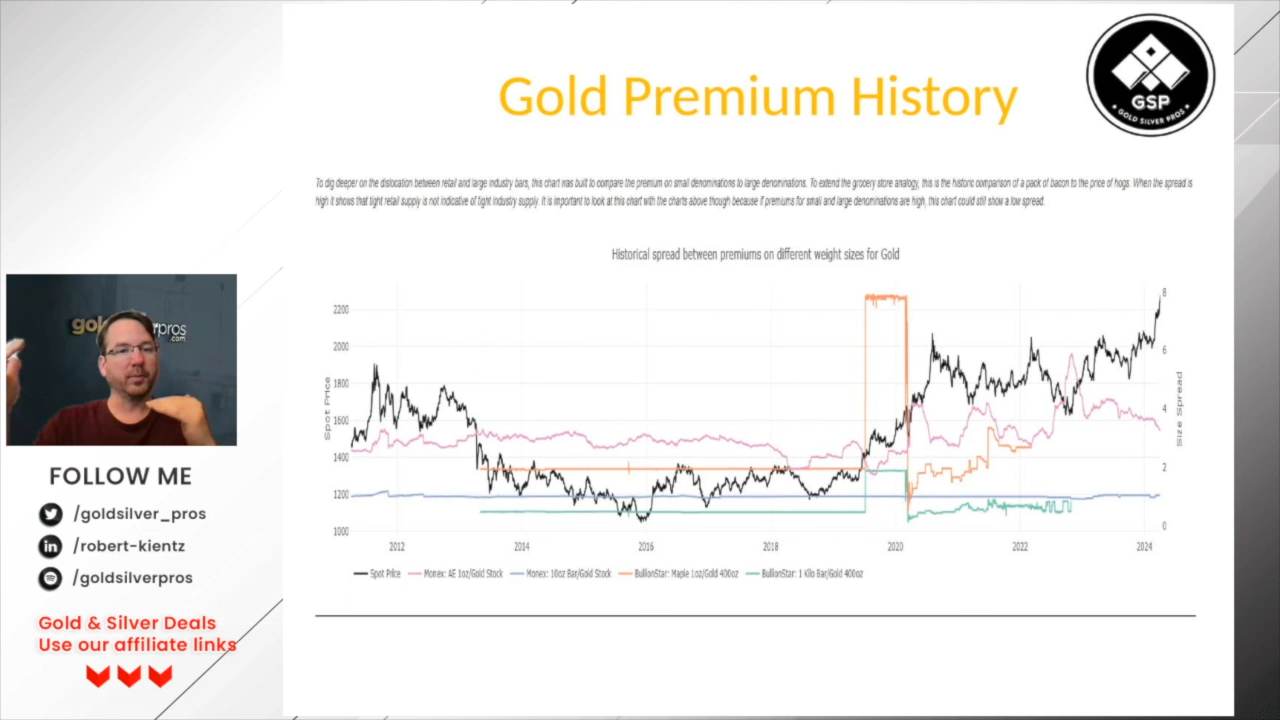 Gold Premium History
GSP
GOLD SILVER PROS
To dig deeper on the dislocation between retail and large industry bars, this chart was built to compare the premium on small denominations to large denominations. To extend the grocery store analogy, this is the historic comparison of a pack of bacon to the price of hogs. When the spread is
high it shows that tight retail supply is not indicative of tight industry supply. It is important to look at this chart with the charts above though because if premiums for small and large denominations are high, this chart could still show a low spread.
Historical spread between premiums on different weight sizes for Gold
Spot Price
2200
2000
1800
1600
1400
1200
1000
8
6
4
2
0
Size Spread
2012 2014 2016 2018 2020 2022 2024
Spot Price Monex: AE 1oz/Gold Stock Monex: 10oz Bar/Gold Stock BullionStar: Maple 1oz/Gold 400oz BullionStar: 1 Kilo Bar/Gold 400oz
pros
.com
FOLLOW ME
/goldsilver_pros
/robert-kientz
/goldsilverpros
Gold & Silver Deals
Use our affiliate links